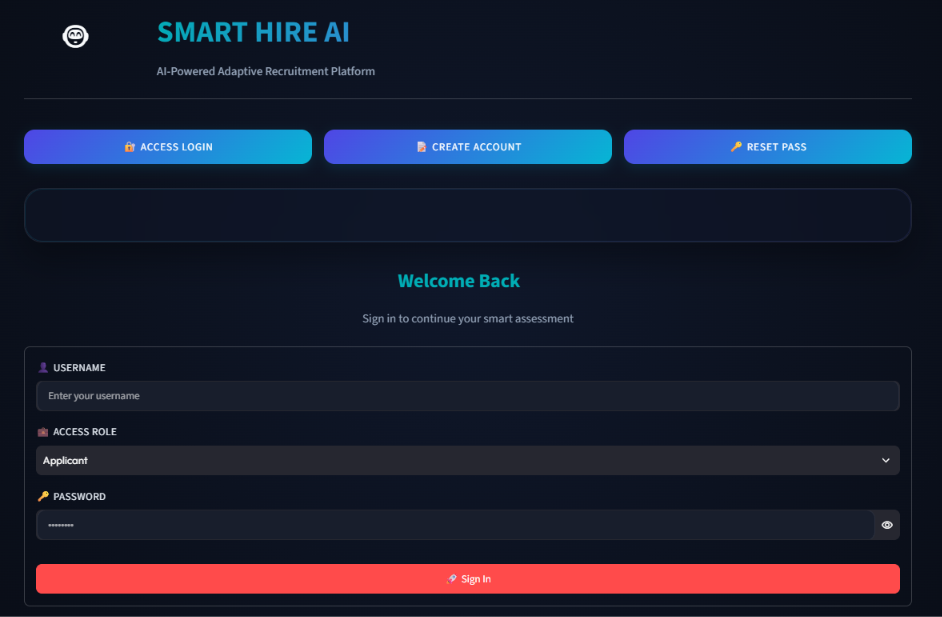 SMART HIRE AI
AI-Powered Adaptive Recruitment Platform
🔐 ACCESS LOGIN
📝 CREATE ACCOUNT
🔑 RESET PASS
Welcome Back
Sign in to continue your smart assessment
👤 USERNAME
Enter your username
💼 ACCESS ROLE
Applicant
🔑 PASSWORD
••••••••
🚀 Sign In